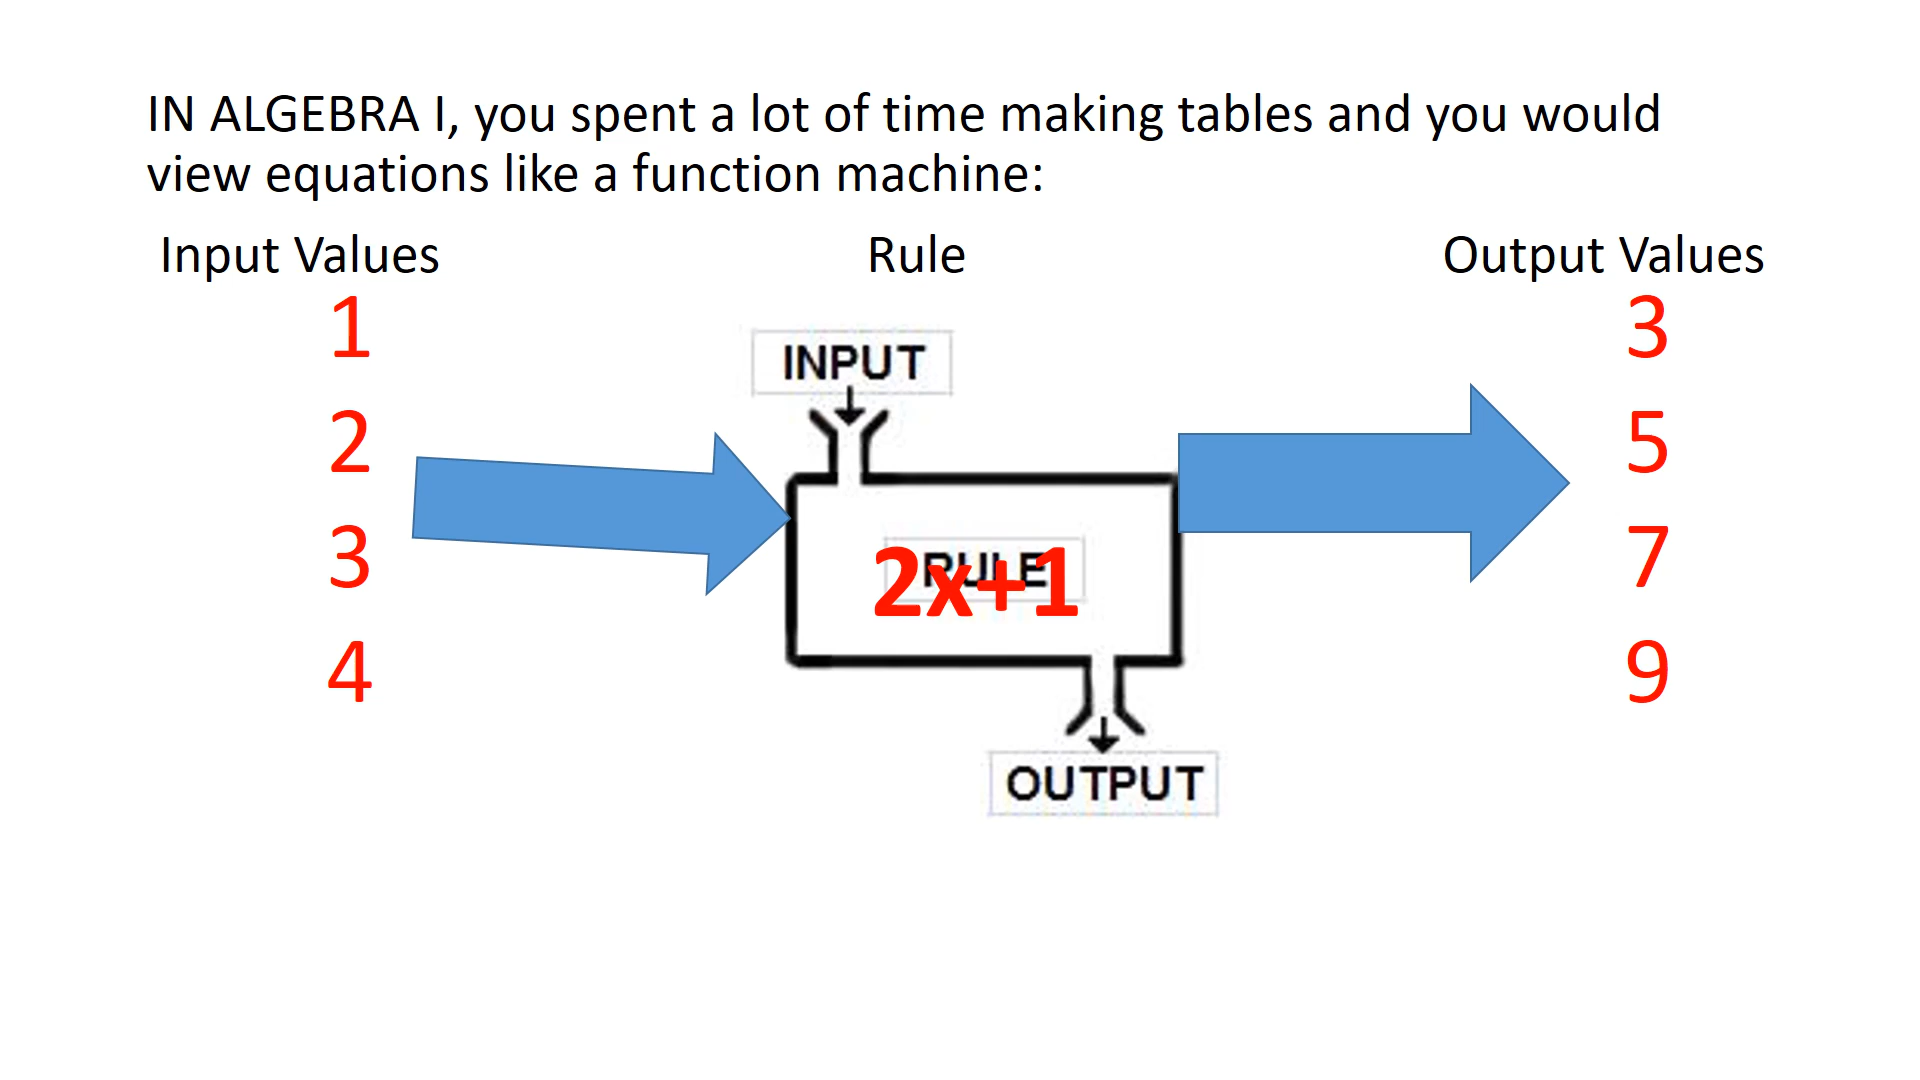 IN ALGEBRA I, you spent a lot of time making tables and you would
view equations like a function machine:
Input Values Rule Output Values
1 3
INPUT
2 5
3 7
RULE
2x+1
4 9
OUTPUT